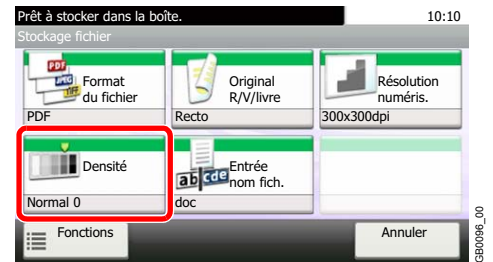 Prêt à stocker dans la boîte.
10:10
Stockage fichier
PDF
JPEG
TIFF
Format
du fichier
PDF
Original
R/V/livre
Recto
Résolution
numéris.
300x300dpi
Densité
Normal 0
ab cde
Entrée
nom fich.
doc
Fonctions
Annuler
GB0096_00